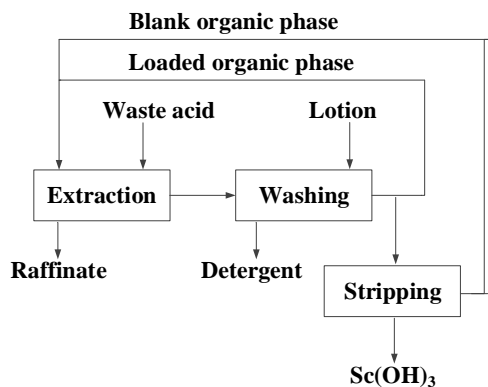 Blank organic phase
Loaded organic phase
Waste acid
Lotion
Extraction
Washing
Raffinate
Detergent
Stripping
Sc(OH)₃